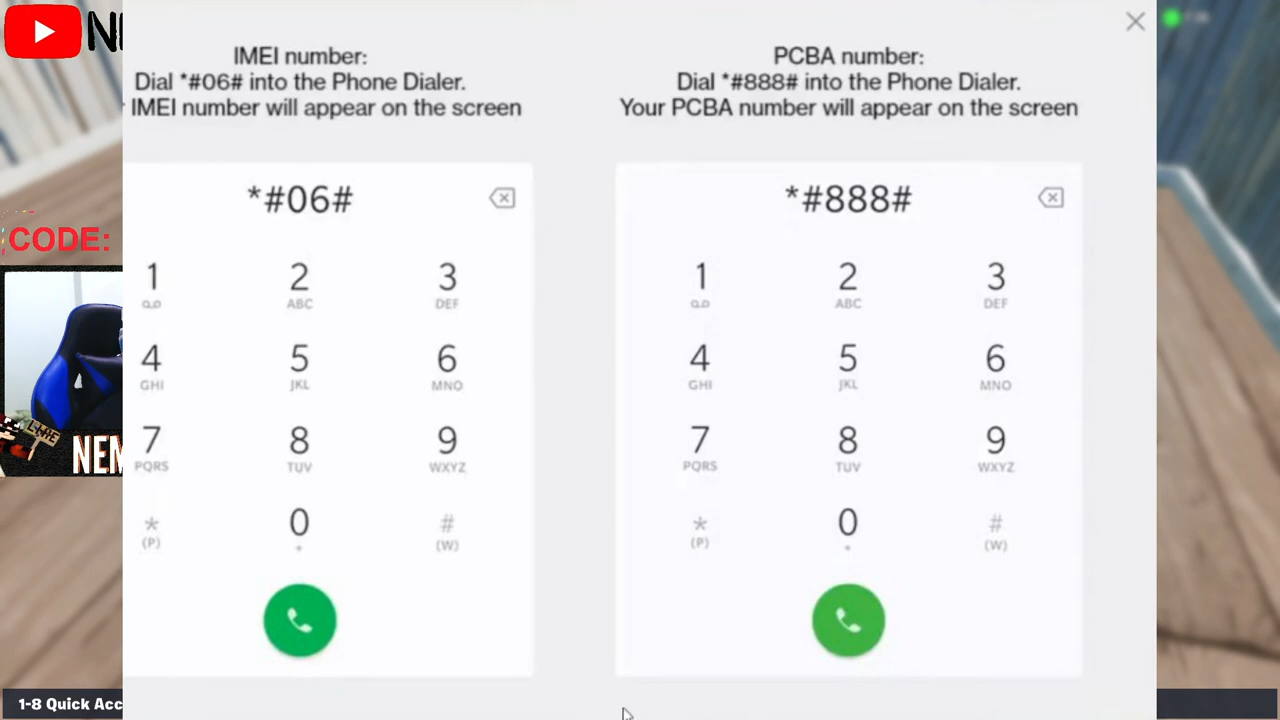 IMEI number:
Dial *#06# into the Phone Dialer.
IMEI number will appear on the screen
*#06#
1
2
ABC
3
DEF
4
GHI
5
JKL
6
MNO
7
PQRS
8
TUV
9
WXYZ
*
(P)
0
+
#
(W)
PCBA number:
Dial *#888# into the Phone Dialer.
Your PCBA number will appear on the screen
*#888#
1
2
ABC
3
DEF
4
GHI
5
JKL
6
MNO
7
PQRS
8
TUV
9
WXYZ
*
(P)
0
+
#
(W)
CODE:
LIKE
NEM
1-8 Quick Acc